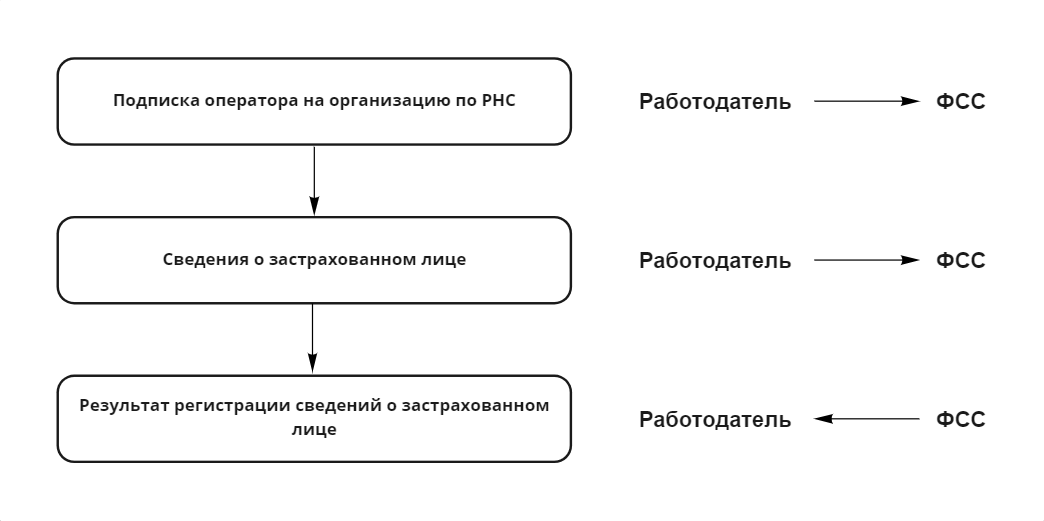 Подписка оператора на организацию по РНС
Работодатель ФСС
Сведения о застрахованном лице
Работодатель ФСС
Результат регистрации сведений о застрахованном
лице
Работодатель ФСС